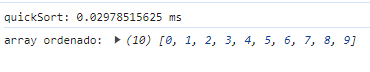 quickSort: 0.02978515625 ms
array ordenado: ▶ (10) [0, 1, 2, 3, 4, 5, 6, 7, 8, 9]